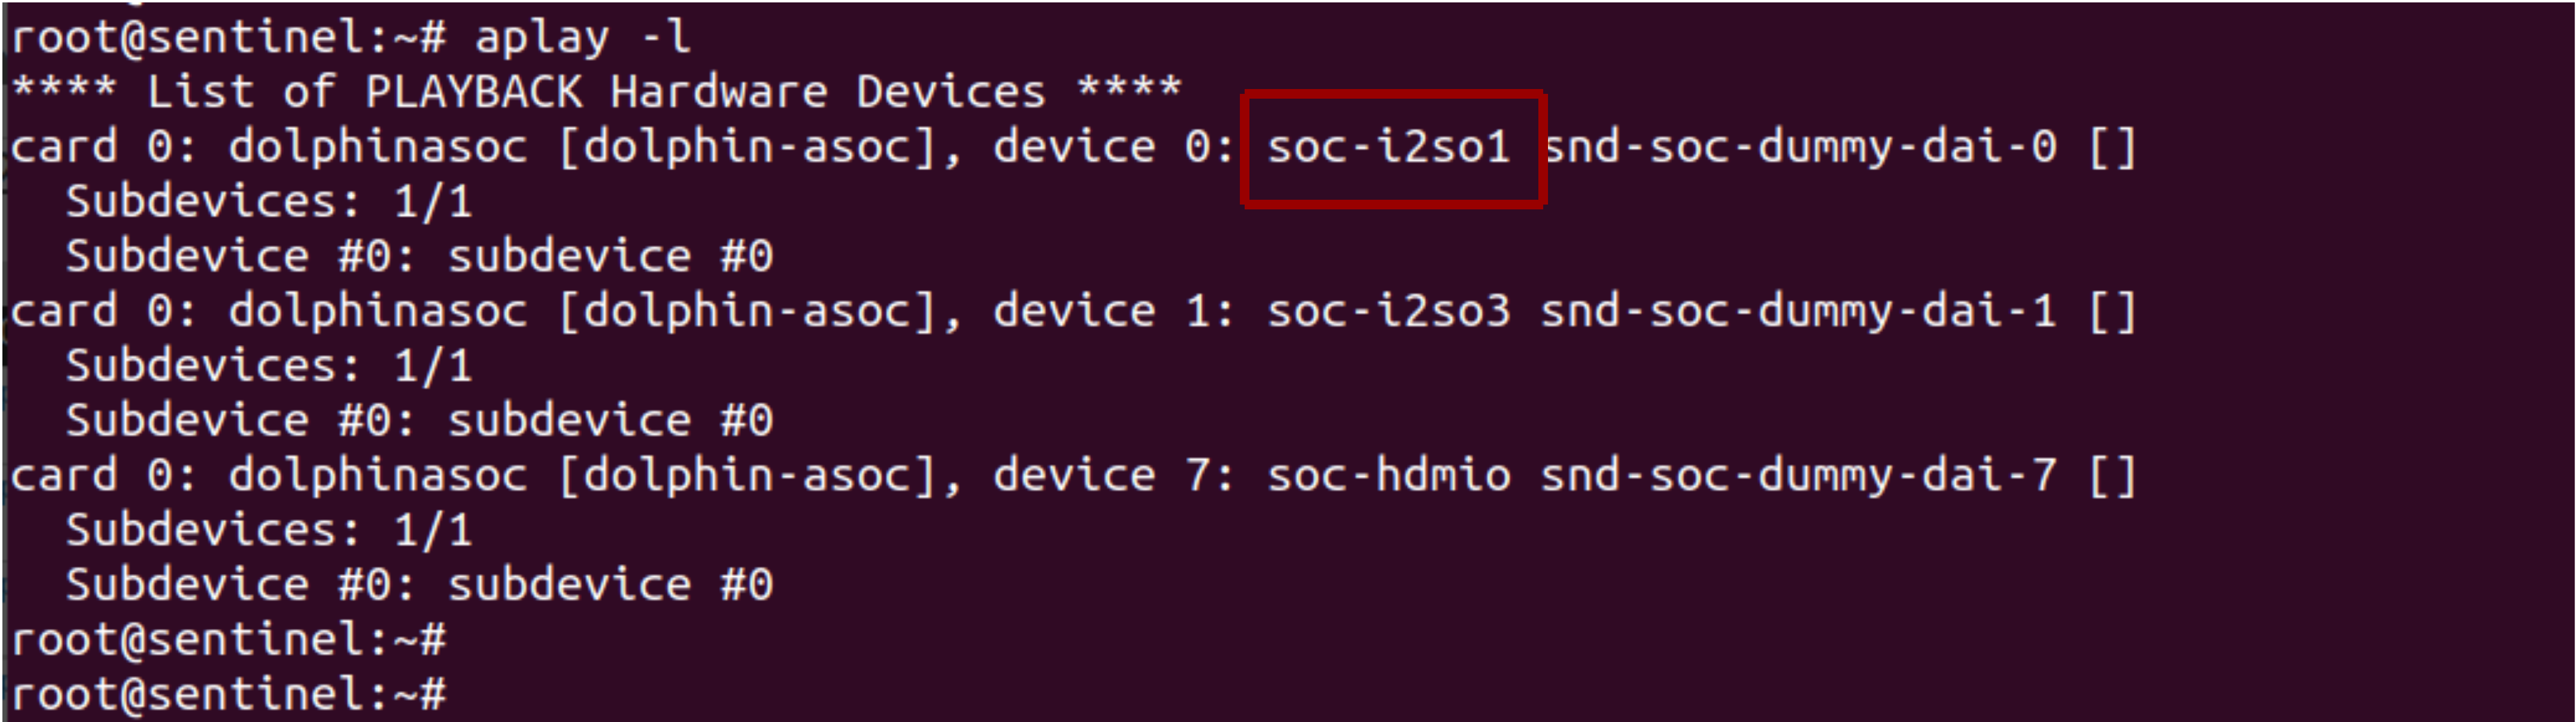 root@sentinel:~# aplay -l
**** List of PLAYBACK Hardware Devices ****
card 0: dolphinasoc [dolphin-asoc], device 0: soc-i2so1 snd-soc-dummy-dai-0 []
  Subdevices: 1/1
  Subdevice #0: subdevice #0
card 0: dolphinasoc [dolphin-asoc], device 1: soc-i2so3 snd-soc-dummy-dai-1 []
  Subdevices: 1/1
  Subdevice #0: subdevice #0
card 0: dolphinasoc [dolphin-asoc], device 7: soc-hdmio snd-soc-dummy-dai-7 []
  Subdevices: 1/1
  Subdevice #0: subdevice #0
root@sentinel:~#
root@sentinel:~#